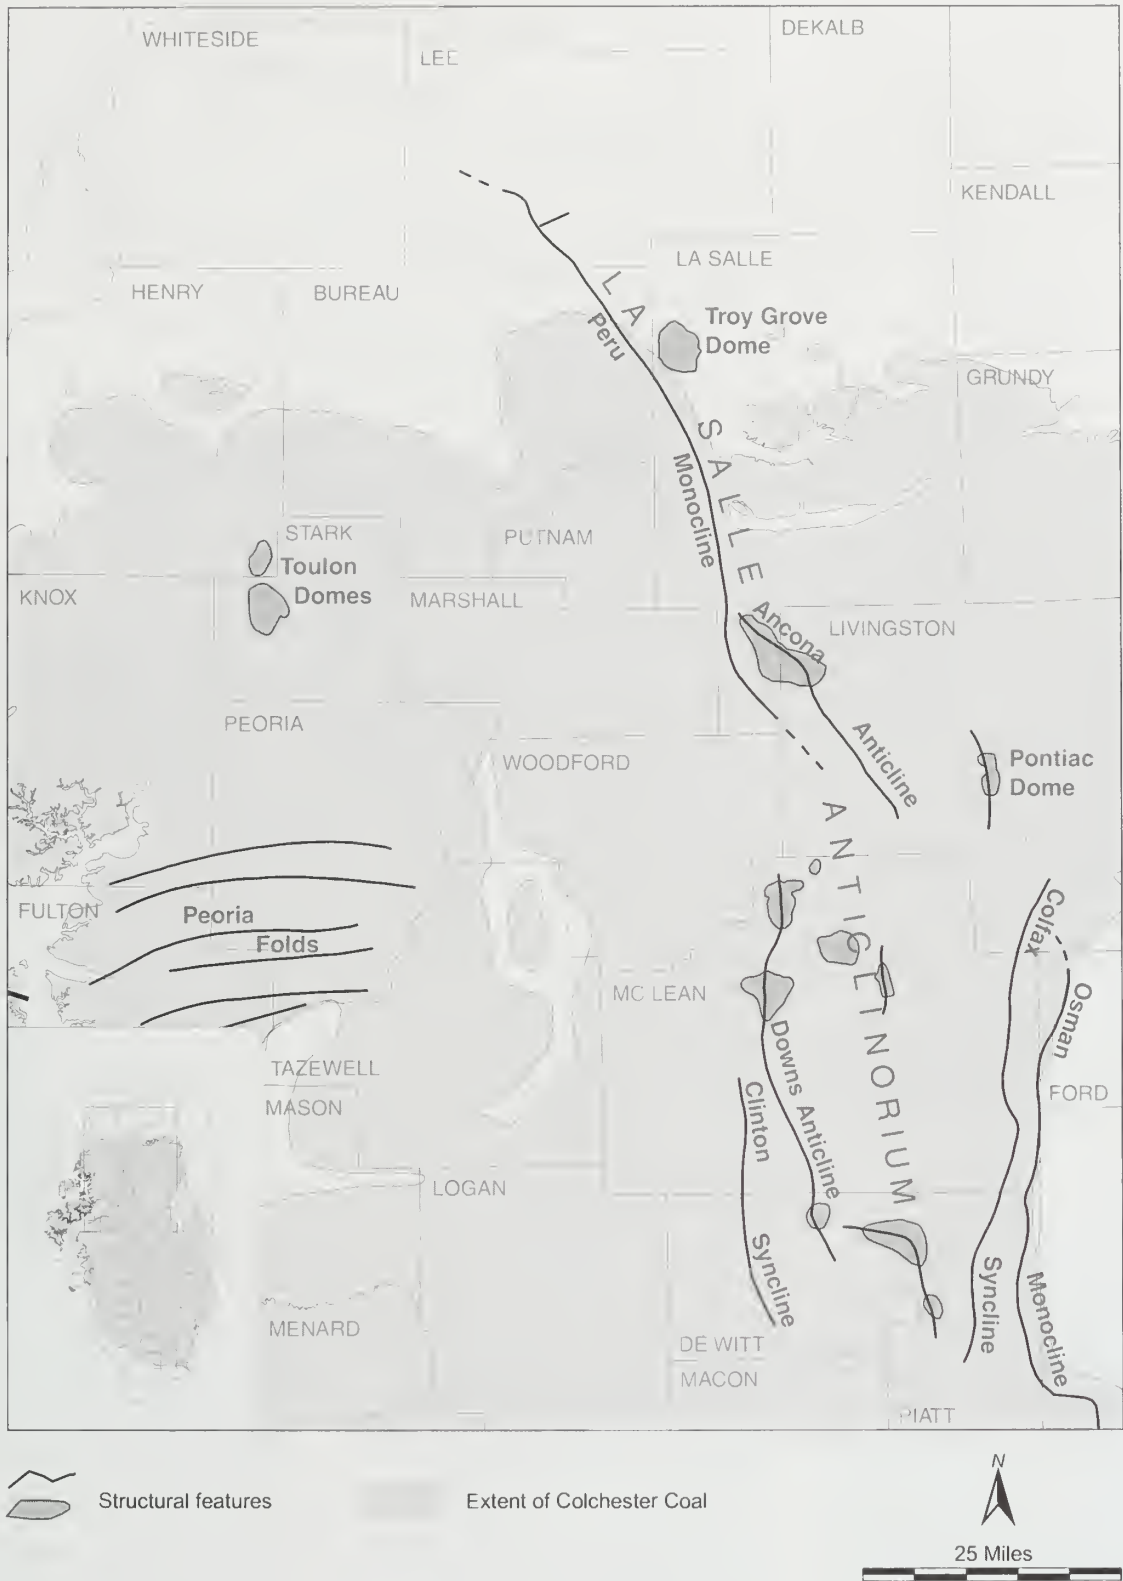 WHITESIDE
LEE
DEKALB
KENDALL
LA SALLE
HENRY
BUREAU
LA SALLE ANTICLINORIUM
Troy Grove
Dome
Peru Monocline
GRUNDY
STARK
PUTNAM
Toulon
Domes
KNOX
MARSHALL
Ancona Anticline
LIVINGSTON
PEORIA
WOODFORD
Pontiac
Dome
FULTON
Peoria
Folds
Colfax Syncline
Osman Monocline
MC LEAN
Downs Anticline
TAZEWELL
MASON
Clinton Syncline
FORD
LOGAN
MENARD
DE WITT
MACON
PIATT
Structural features
Extent of Colchester Coal
N
25 Miles